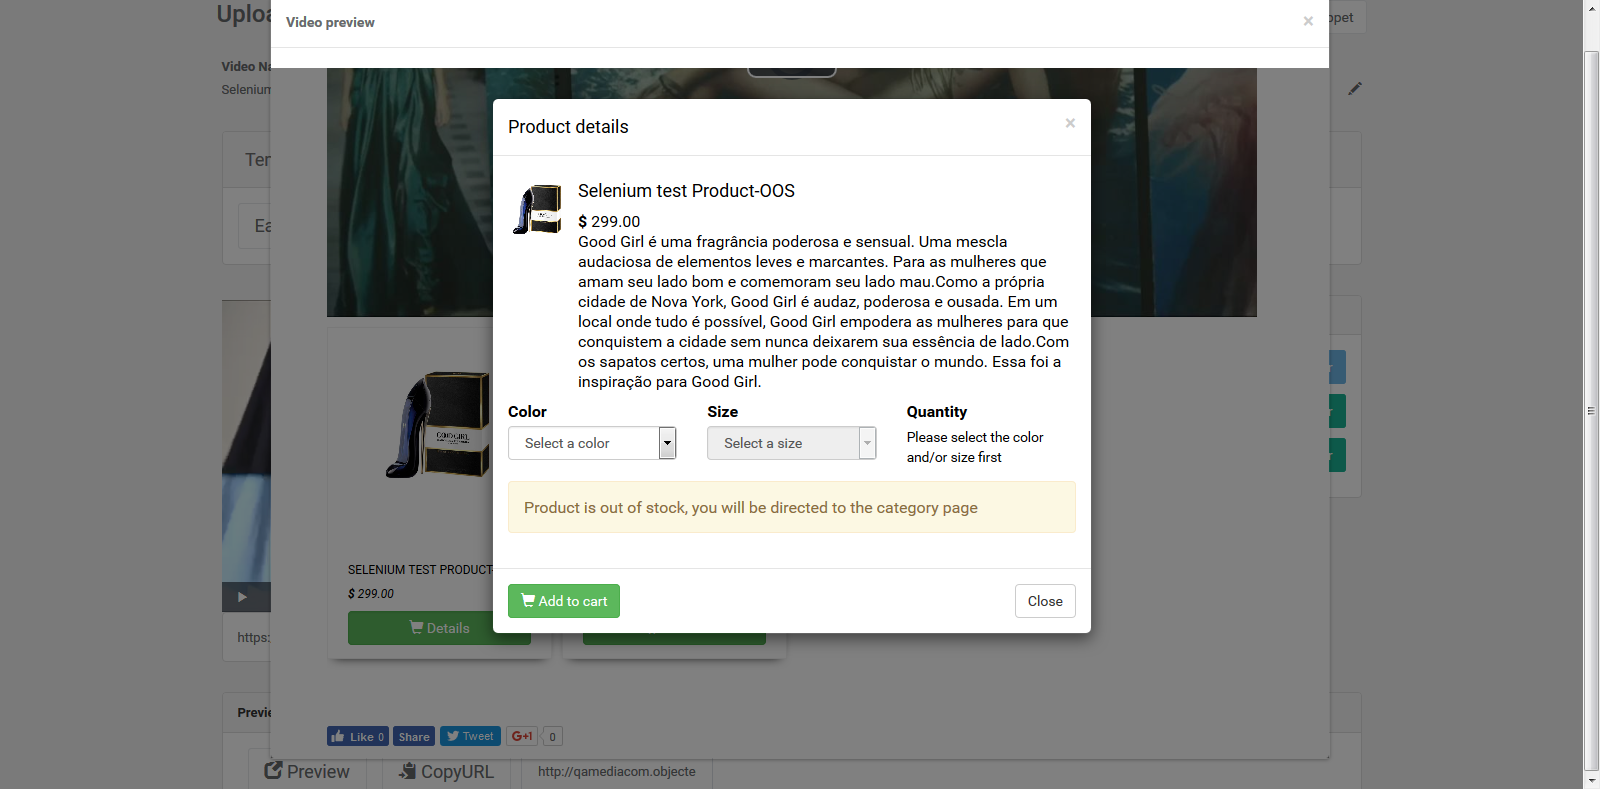 Video preview
×
Video
Selenium
Product details
×
Selenium test Product-OOS
$ 299.00
Good Girl é uma fragrância poderosa e sensual. Uma mescla
audaciosa de elementos leves e marcantes. Para as mulheres que
amam seu lado bom e comemoram seu lado mau.Como a própria
cidade de Nova York, Good Girl é audaz, poderosa e ousada. Em um
local onde tudo é possível, Good Girl empodera as mulheres para que
conquistem a cidade sem nunca deixarem sua essência de lado.Com
os sapatos certos, uma mulher pode conquistar o mundo. Essa foi a
inspiração para Good Girl.
Color
Size
Quantity
Select a color
Select a size
Please select the color
and/or size first
Product is out of stock, you will be directed to the category page
Add to cart
Close
GOOD GIRL
SELENIUM TEST PRODUCT-
$ 299.00
Details
https:
Like 0
Share
Tweet
G+1
0
Preview
CopyURL
http://qamediacom.objecte